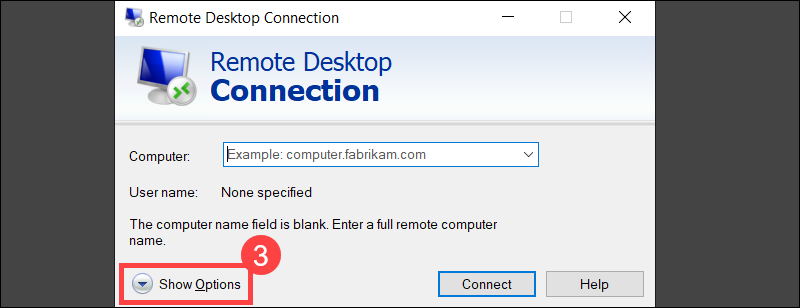 Remote Desktop Connection
Remote Desktop
Connection
Computer: Example: computer.fabrikam.com
User name: None specified
The computer name field is blank. Enter a full remote computer
name.
3
Show Options Connect Help